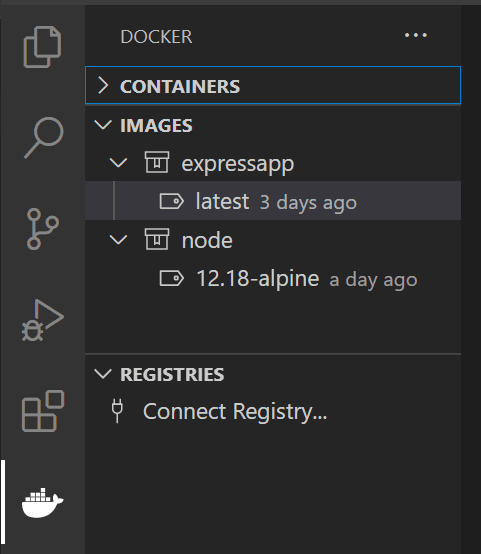 DOCKER ...
CONTAINERS
IMAGES
expressapp
latest 3 days ago
node
12.18-alpine a day ago
REGISTRIES
Connect Registry...